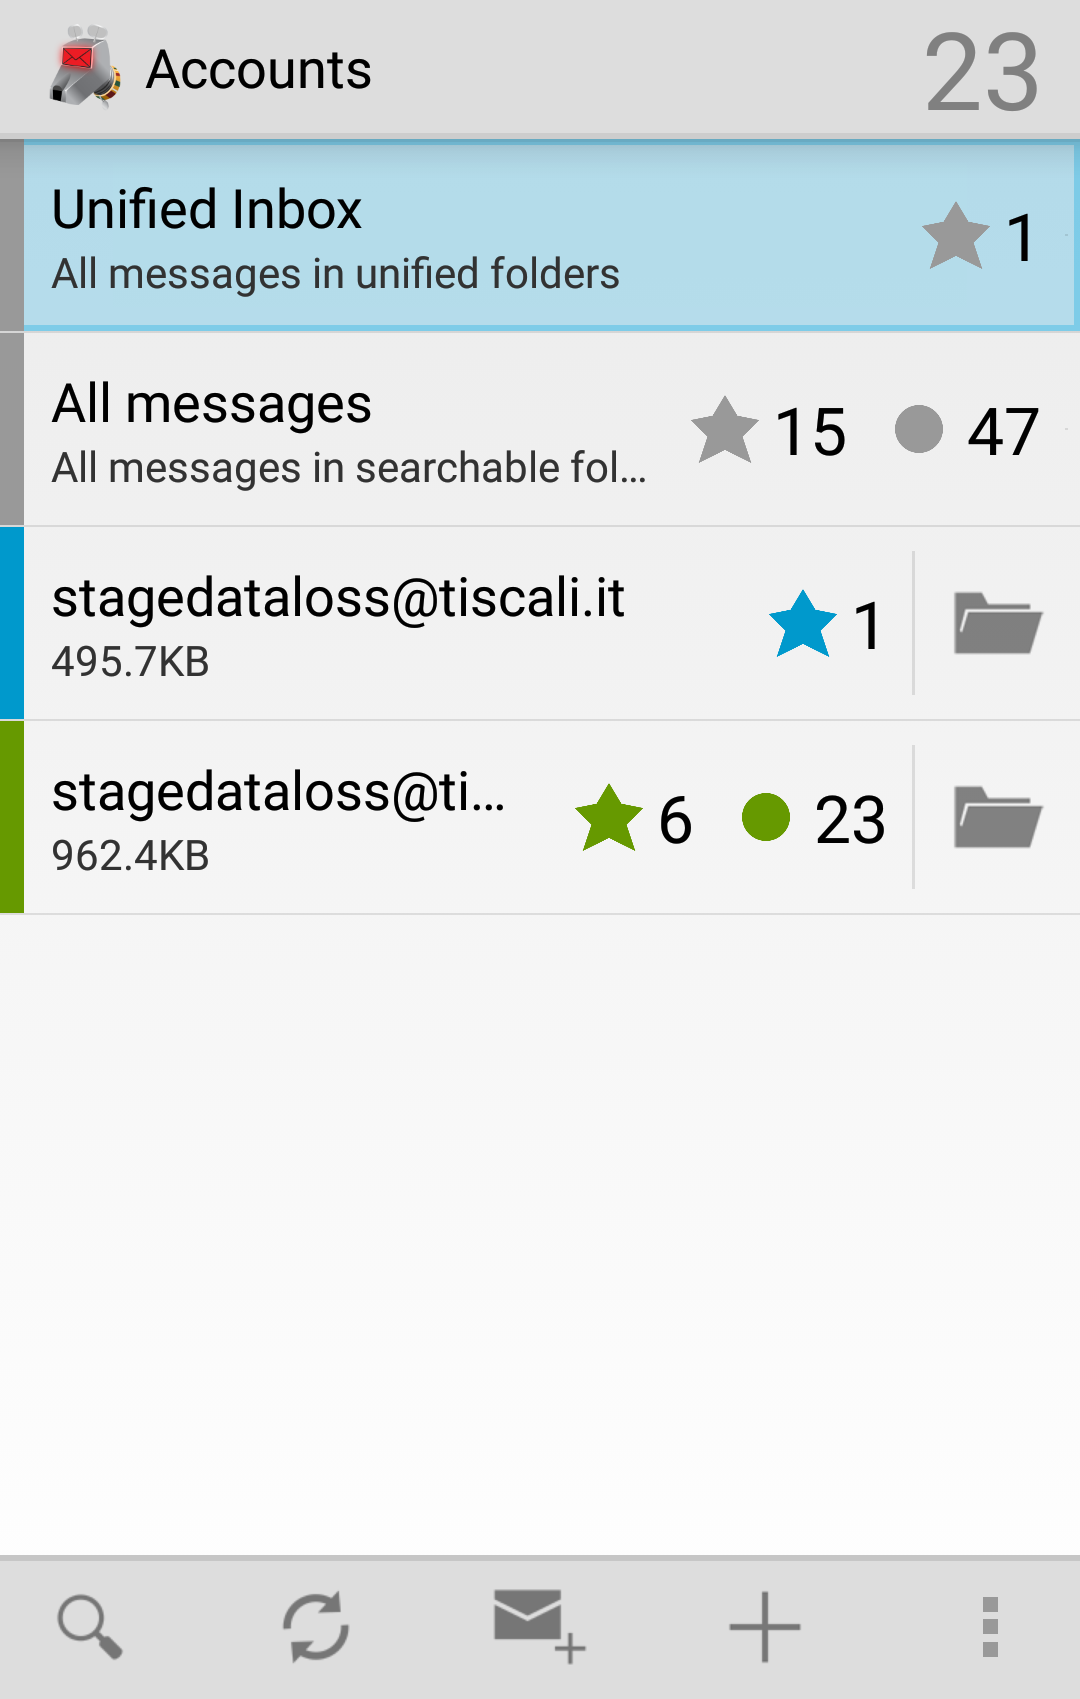 Accounts 23
Unified Inbox
All messages in unified folders
1
All messages
All messages in searchable fol...
15 47
stagedataloss@tiscali.it
495.7KB
1
stagedataloss@ti...
962.4KB
6 23